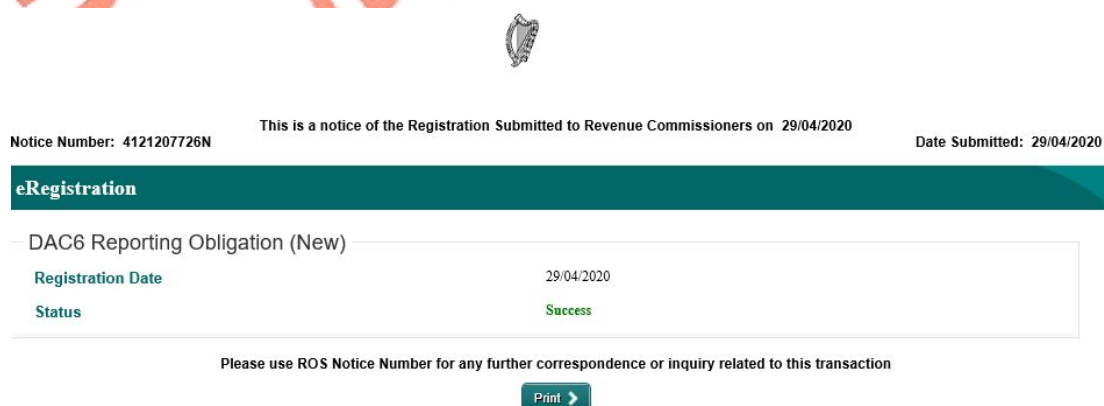 This is a notice of the Registration Submitted to Revenue Commissioners on 29/04/2020
Notice Number: 4121207726N
Date Submitted: 29/04/2020
eRegistration
DAC6 Reporting Obligation (New)
Registration Date 29/04/2020
Status Success
Please use ROS Notice Number for any further correspondence or inquiry related to this transaction
Print